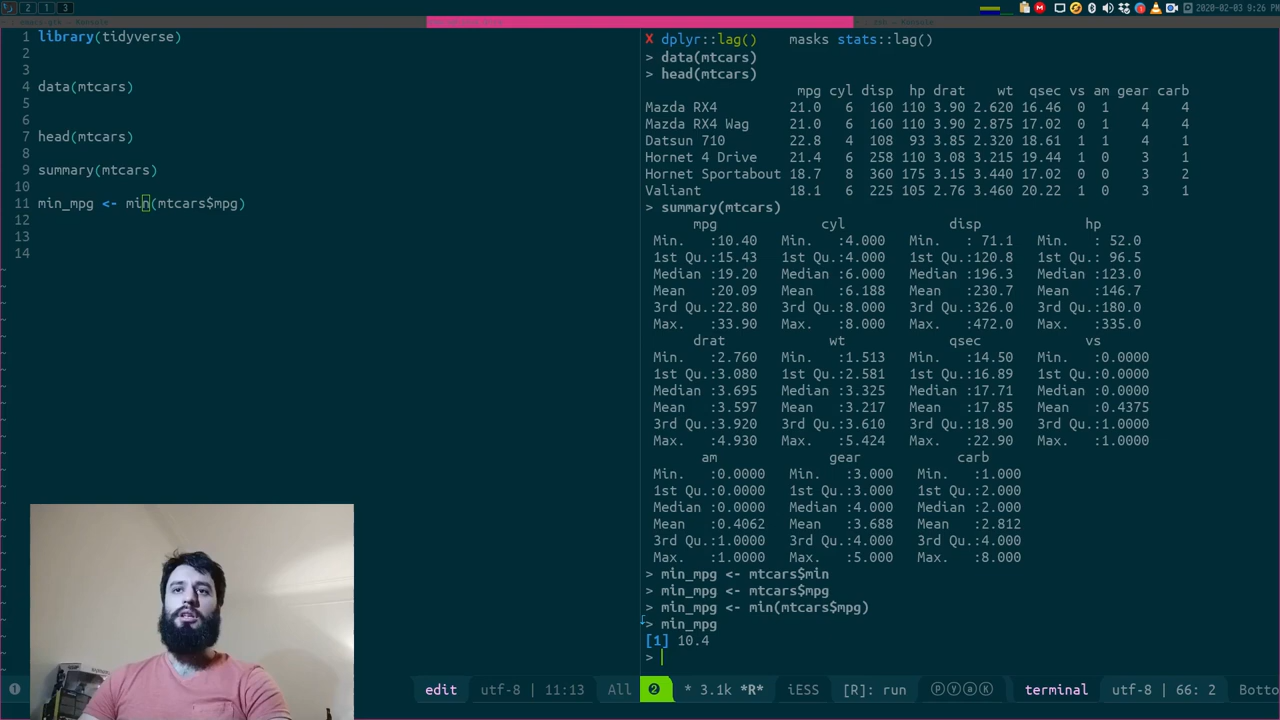 2 1 3 2020-02-03 9:26 PM
emacs-gtk — Konsole
zsh — Konsole
1 library(tidyverse)
2
3
4 data(mtcars)
5
6
7 head(mtcars)
8
9 summary(mtcars)
10
11 min_mpg <- min(mtcars$mpg)
12
13
14
~
✗ dplyr::lag() masks stats::lag()
> data(mtcars)
> head(mtcars)
mpg cyl disp hp drat wt qsec vs am gear carb
Mazda RX4 21.0 6 160 110 3.90 2.620 16.46 0 1 4 4
Mazda RX4 Wag 21.0 6 160 110 3.90 2.875 17.02 0 1 4 4
Datsun 710 22.8 4 108 93 3.85 2.320 18.61 1 1 4 1
Hornet 4 Drive 21.4 6 258 110 3.08 3.215 19.44 1 0 3 1
Hornet Sportabout 18.7 8 360 175 3.15 3.440 17.02 0 0 3 2
Valiant 18.1 6 225 105 2.76 3.460 20.22 1 0 3 1
> summary(mtcars)
mpg cyl disp hp
Min. :10.40 Min. :4.000 Min. : 71.1 Min. : 52.0
1st Qu.:15.43 1st Qu.:4.000 1st Qu.:120.8 1st Qu.: 96.5
Median :19.20 Median :6.000 Median :196.3 Median :123.0
Mean :20.09 Mean :6.188 Mean :230.7 Mean :146.7
3rd Qu.:22.80 3rd Qu.:8.000 3rd Qu.:326.0 3rd Qu.:180.0
Max. :33.90 Max. :8.000 Max. :472.0 Max. :335.0
drat wt qsec vs
Min. :2.760 Min. :1.513 Min. :14.50 Min. :0.0000
1st Qu.:3.080 1st Qu.:2.581 1st Qu.:16.89 1st Qu.:0.0000
Median :3.695 Median :3.325 Median :17.71 Median :0.0000
Mean :3.597 Mean :3.217 Mean :17.85 Mean :0.4375
3rd Qu.:3.920 3rd Qu.:3.610 3rd Qu.:18.90 3rd Qu.:1.0000
Max. :4.930 Max. :5.424 Max. :22.90 Max. :1.0000
am gear carb
Min. :0.0000 Min. :3.000 Min. :1.000
1st Qu.:0.0000 1st Qu.:3.000 1st Qu.:2.000
Median :0.0000 Median :4.000 Median :2.000
Mean :0.4062 Mean :3.688 Mean :2.812
3rd Qu.:1.0000 3rd Qu.:4.000 3rd Qu.:4.000
Max. :1.0000 Max. :5.000 Max. :8.000
> min_mpg <- mtcars$min
> min_mpg <- mtcars$mpg
> min_mpg <- min(mtcars$mpg)
> min_mpg
[1] 10.4
>
❶ edit utf-8 | 11:13 All ❷ * 3.1k *R* iESS [R]: run ⓟⓨⓐⓚ terminal utf-8 | 66: 2 Botto